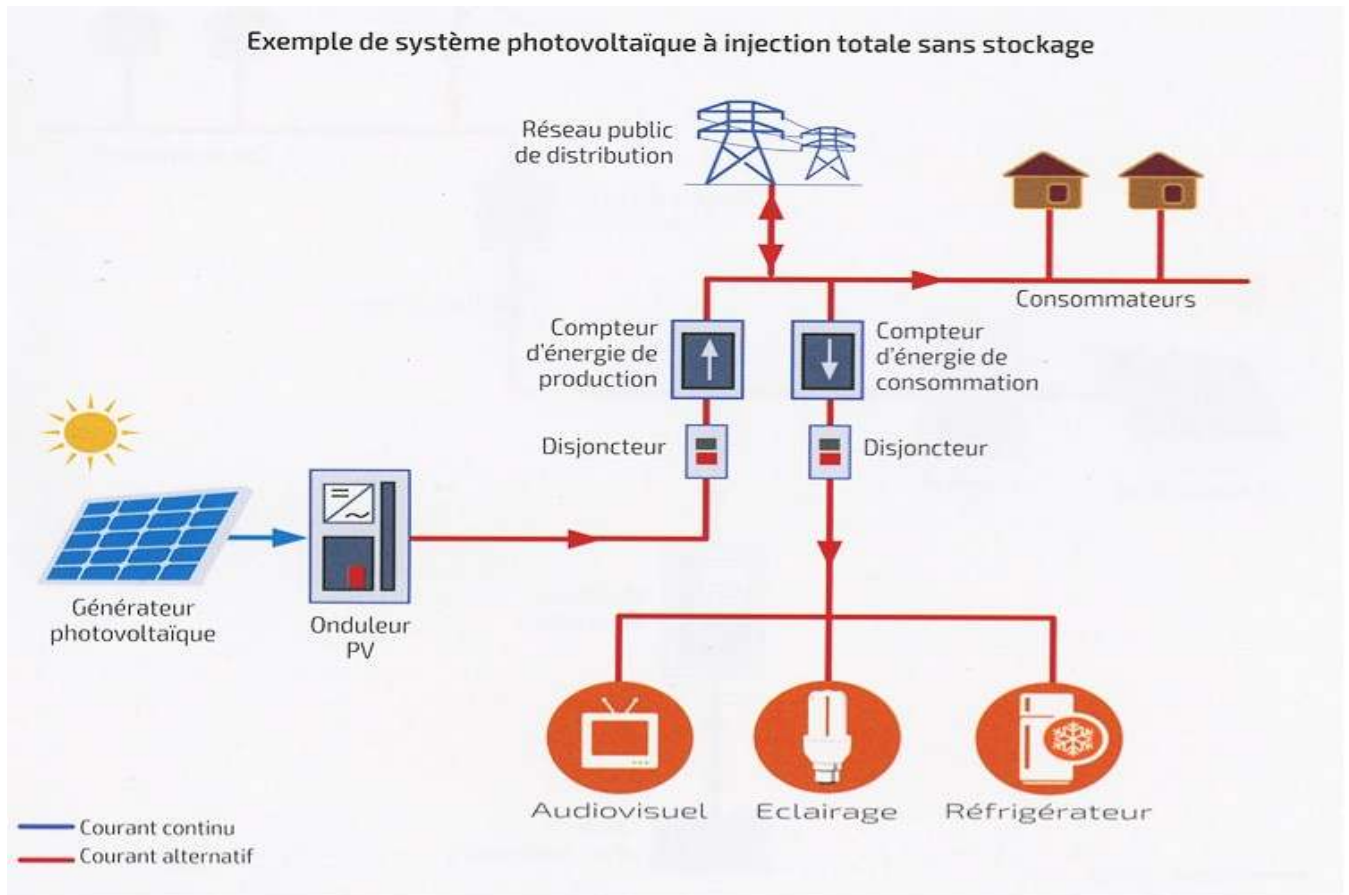 Exemple de système photovoltaïque à injection totale sans stockage
Réseau public
de distribution
Consommateurs
Compteur
d'énergie de
production
Compteur
d'énergie de
consommation
Disjoncteur
Disjoncteur
Générateur
photovoltaïque
Onduleur
PV
Audiovisuel
Eclairage
Réfrigérateur
Courant continu
Courant alternatif